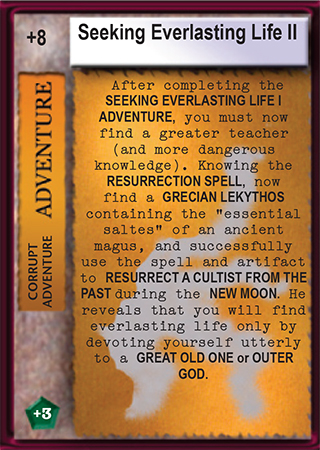 +8
Seeking Everlasting Life II
CORRUPT
ADVENTURE
ADVENTURE
After completing the
SEEKING EVERLASTING LIFE I
ADVENTURE, you must now
find a greater teacher
(and more dangerous
knowledge). Knowing the
RESURRECTION SPELL, now
find a GRECIAN LEKYTHOS
containing the "essential
saltes" of an ancient
magus, and successfully
use the spell and artifact
to RESURRECT A CULTIST FROM THE
PAST during the NEW MOON. He
reveals that you will find
everlasting life only by
devoting yourself utterly
to a GREAT OLD ONE or OUTER
GOD.
+3